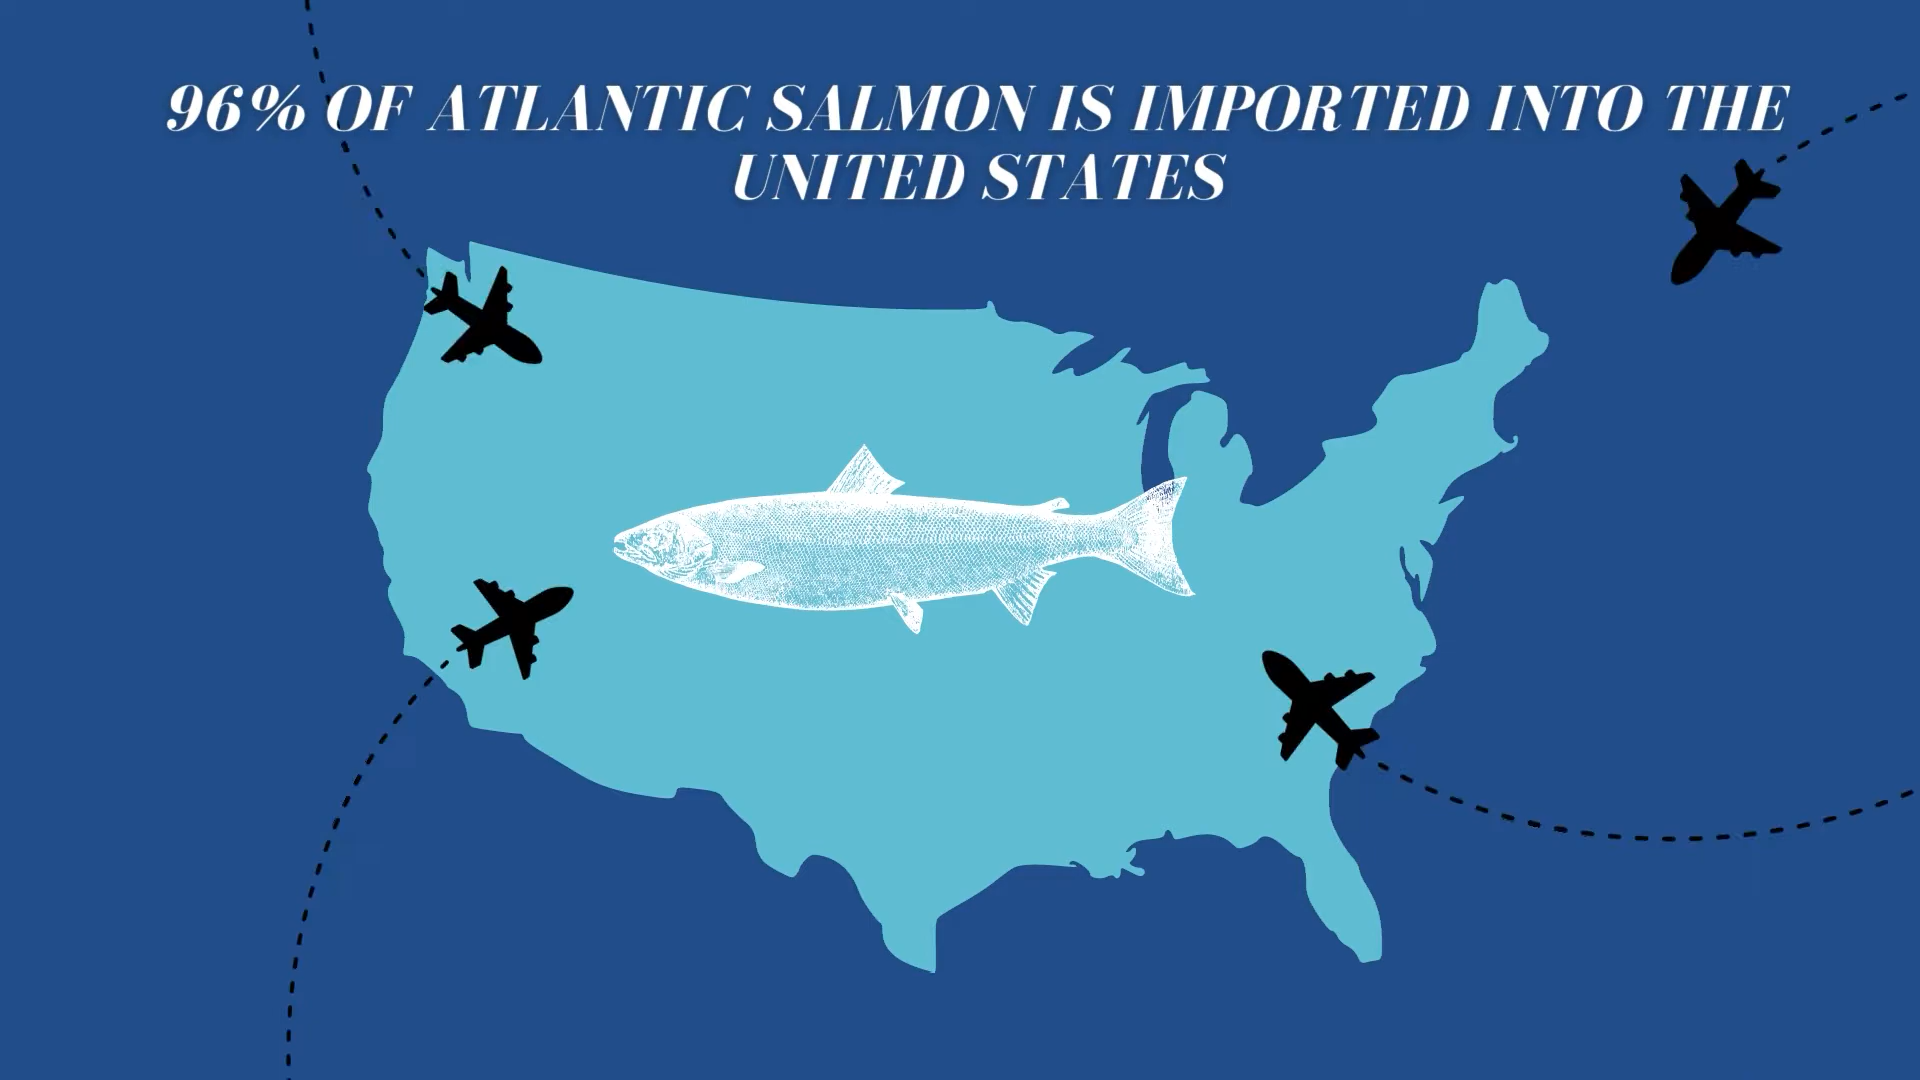 96% OF ATLANTIC SALMON IS IMPORTED INTO THE
UNITED STATES